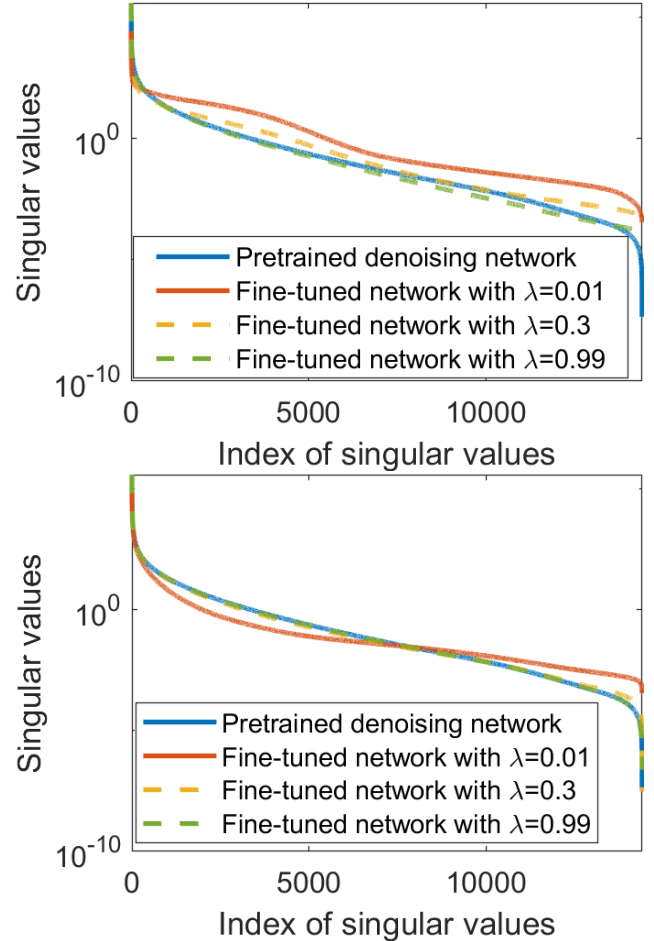 Singular values
10^0
10^-10
Pretrained denoising network
Fine-tuned network with λ=0.01
Fine-tuned network with λ=0.3
Fine-tuned network with λ=0.99
0 5000 10000
Index of singular values
Singular values
10^0
10^-10
Pretrained denoising network
Fine-tuned network with λ=0.01
Fine-tuned network with λ=0.3
Fine-tuned network with λ=0.99
0 5000 10000
Index of singular values